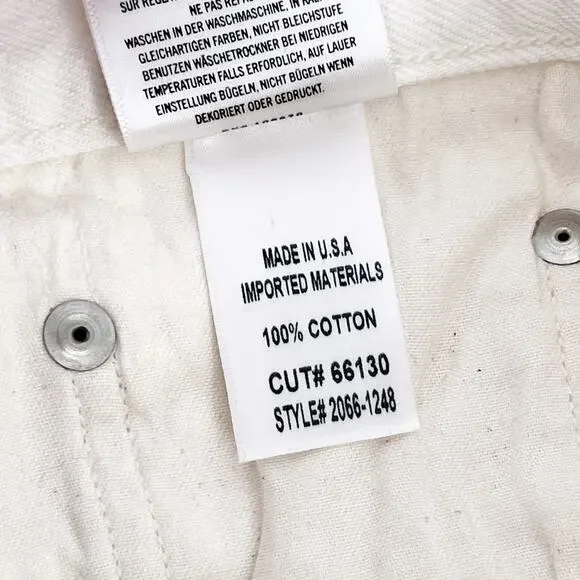 SUR
NE PAS
WASCHEN IN DER WASCHMASCHINE, IN
GLEICHARTIGEN FARBEN, NICHT BLEICHSTUFE
BENUTZEN WÄSCHETROCKNER BEI NIEDRIGEN
TEMPERATUREN FALLS ERFORDLICH, AUF LAUER
EINSTELLUNG BÜGELN, NICHT BÜGELN WENN
DEKORIERT ODER GEDRUCKT.
MADE IN U.S.A
IMPORTED MATERIALS
100% COTTON
CUT# 66130
STYLE# 2066-1248